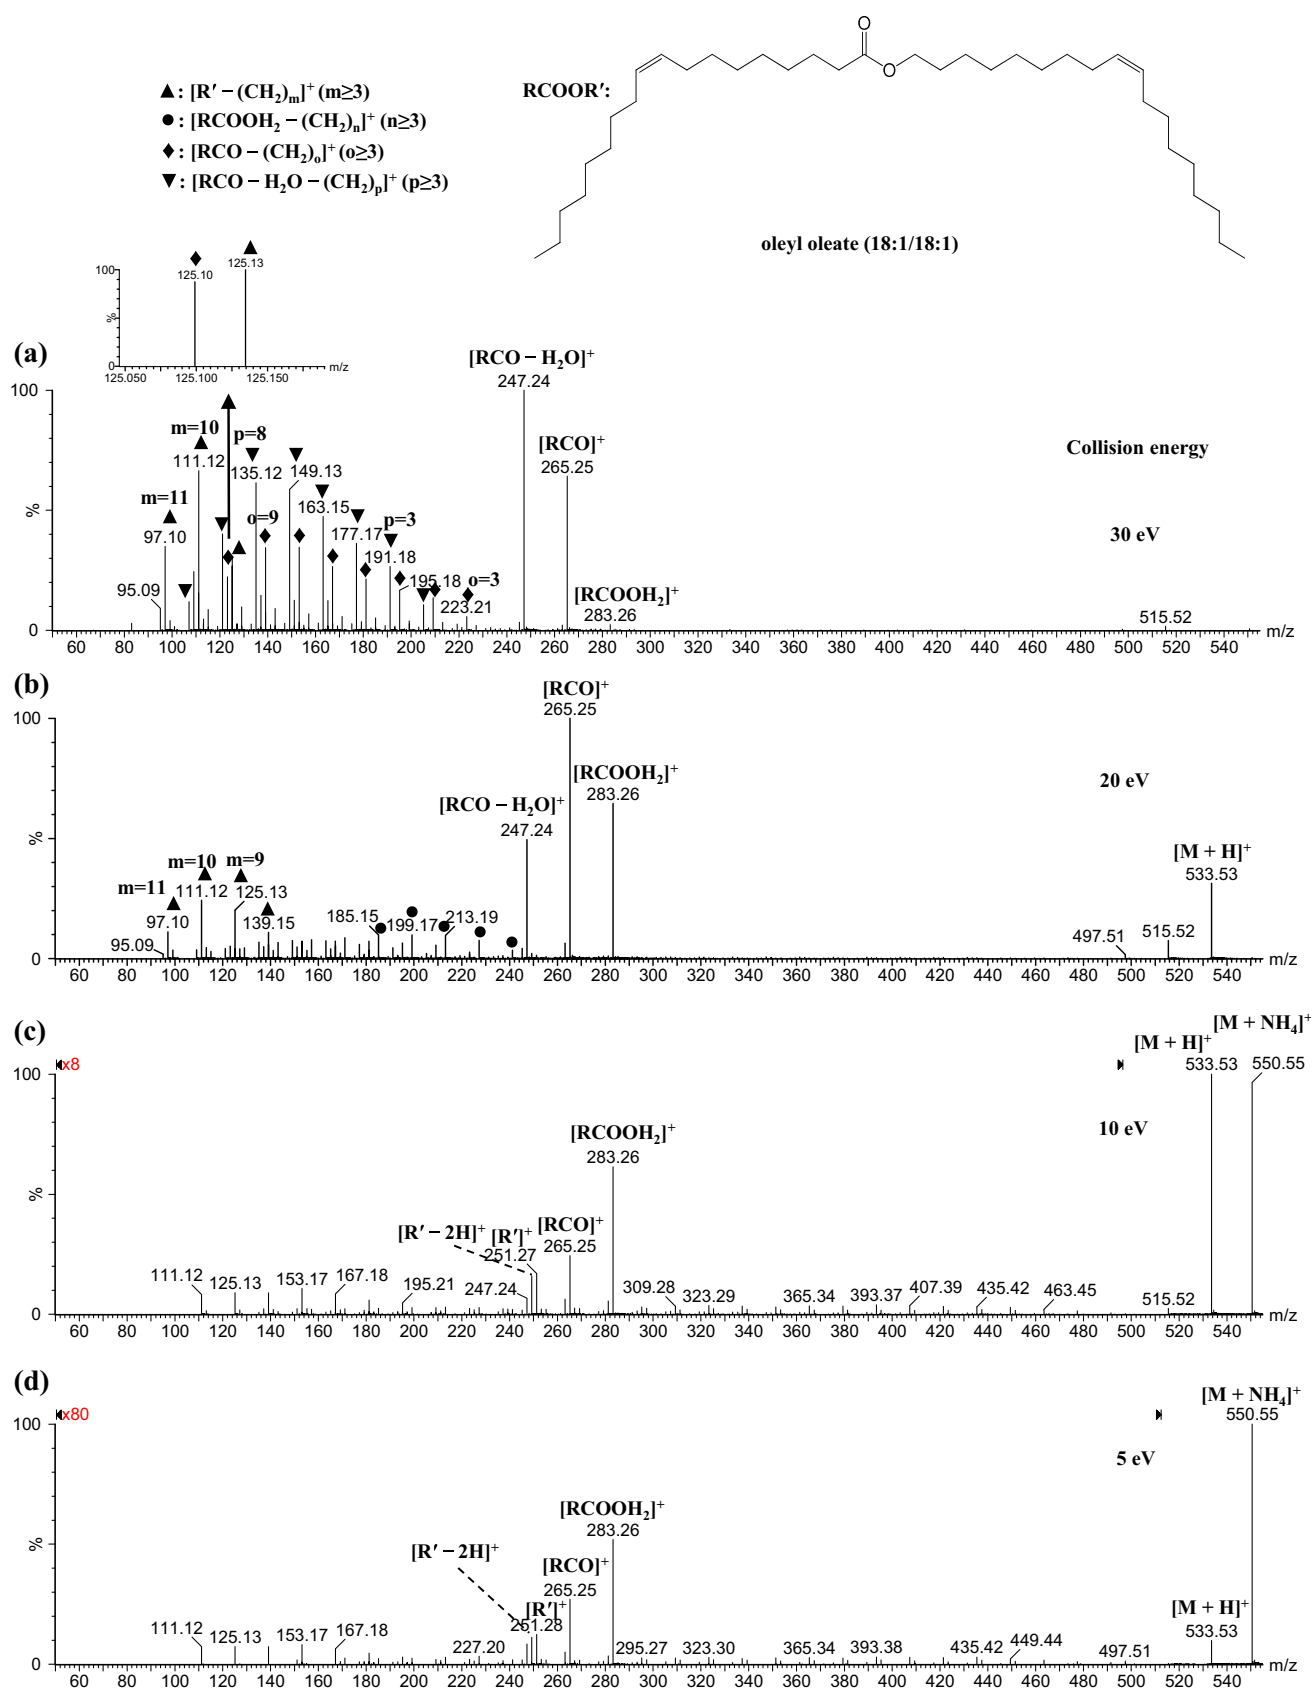 O
O
RCOOR′:
oleyl oleate (18:1/18:1)
▲: [R′ − (CH₂)ₘ]⁺ (m≥3)
●: [RCOOH₂ − (CH₂)ₙ]⁺ (n≥3)
◆: [RCO − (CH₂)ₒ]⁺ (o≥3)
▼: [RCO − H₂O − (CH₂)ₚ]⁺ (p≥3)
125.10 125.13
100
%
0
125.050 125.100 125.150 m/z
(a)
[RCO − H₂O]⁺
247.24
[RCO]⁺
265.25
Collision energy
30 eV
m=10
111.12
p=8
135.12
149.13
m=11
97.10
o=9
163.15
177.17
p=3
191.18
195.18
o=3
223.21
95.09
[RCOOH₂]⁺
283.26
515.52
100
%
0
60 80 100 120 140 160 180 200 220 240 260 280 300 320 340 360 380 400 420 440 460 480 500 520 540 m/z
(b)
[RCO]⁺
265.25
[RCOOH₂]⁺
283.26
20 eV
[RCO − H₂O]⁺
247.24
[M + H]⁺
533.53
m=11
97.10
m=10
111.12
m=9
125.13
139.15
95.09
185.15
199.17
213.19
497.51
515.52
100
%
0
60 80 100 120 140 160 180 200 220 240 260 280 300 320 340 360 380 400 420 440 460 480 500 520 540 m/z
(c)
[M + NH₄]⁺
[M + H]⁺
x8
533.53
550.55
10 eV
[RCOOH₂]⁺
283.26
[R′ − 2H]⁺ [R′]⁺ [RCO]⁺
251.27
265.25
111.12 125.13 153.17 167.18 195.21 247.24 309.28 323.29 365.34 393.37 407.39 435.42 463.45 515.52
100
%
0
60 80 100 120 140 160 180 200 220 240 260 280 300 320 340 360 380 400 420 440 460 480 500 520 540 m/z
(d)
[M + NH₄]⁺
x80
550.55
5 eV
[RCOOH₂]⁺
283.26
[R′ − 2H]⁺
[RCO]⁺
265.25
[R′]⁺
251.28
[M + H]⁺
533.53
111.12 125.13 153.17 167.18 227.20 295.27 323.30 365.34 393.38 435.42 449.44 497.51
100
%
0
60 80 100 120 140 160 180 200 220 240 260 280 300 320 340 360 380 400 420 440 460 480 500 520 540 m/z